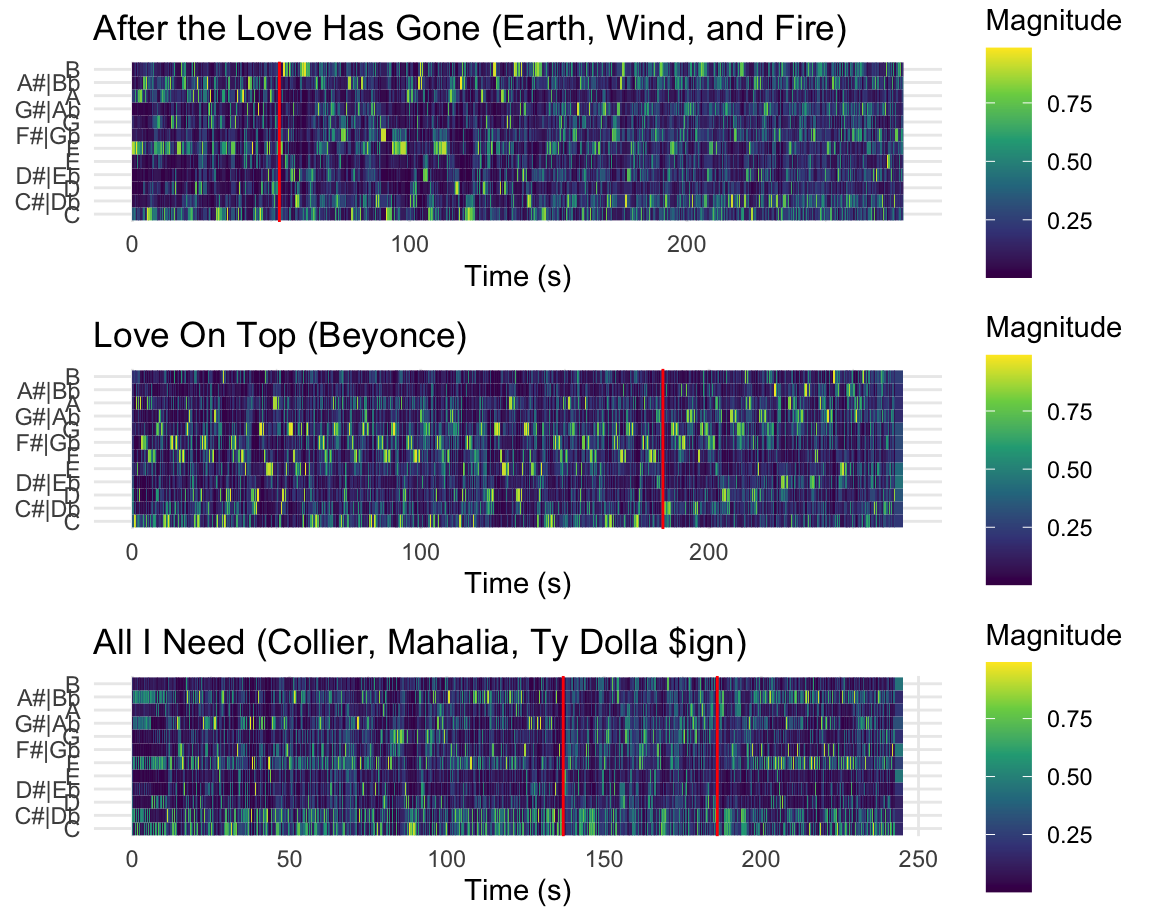 After the Love Has Gone (Earth, Wind, and Fire)
B
A#|Bb
A
G#|Ab
G
F#|Gb
F
E
D#|Eb
D
C#|Db
C
0 100 200
Time (s)
Magnitude
0.75
0.50
0.25
Love On Top (Beyonce)
B
A#|Bb
A
G#|Ab
G
F#|Gb
F
E
D#|Eb
D
C#|Db
C
0 100 200
Time (s)
Magnitude
0.75
0.50
0.25
All I Need (Collier, Mahalia, Ty Dolla $ign)
B
A#|Bb
A
G#|Ab
G
F#|Gb
F
E
D#|Eb
D
C#|Db
C
0 50 100 150 200 250
Time (s)
Magnitude
0.75
0.50
0.25